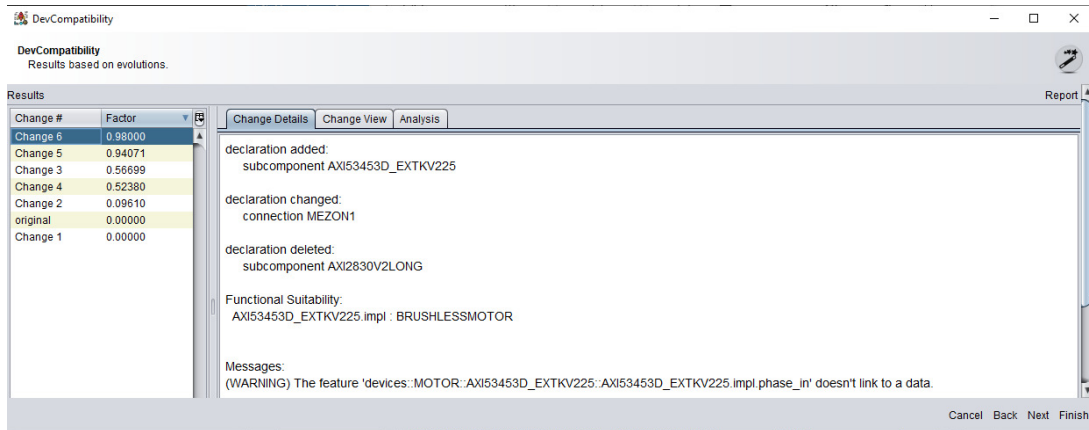 DevCompatibility
DevCompatibility
Results based on evolutions.
Results
Report
Change #
Factor
Change 6
0.98000
Change 5
0.94071
Change 3
0.56699
Change 4
0.52380
Change 2
0.09610
original
0.00000
Change 1
0.00000
Change Details
Change View
Analysis
declaration added:
subcomponent AXI53453D_EXTKV225
declaration changed:
connection MEZON1
declaration deleted:
subcomponent AXI2830V2LONG
Functional Suitability:
AXI53453D_EXTKV225.impl : BRUSHLESSMOTOR
Messages:
(WARNING) The feature 'devices::MOTOR::AXI53453D_EXTKV225::AXI53453D_EXTKV225.impl.phase_in' doesn't link to a data.
Cancel Back Next Finish